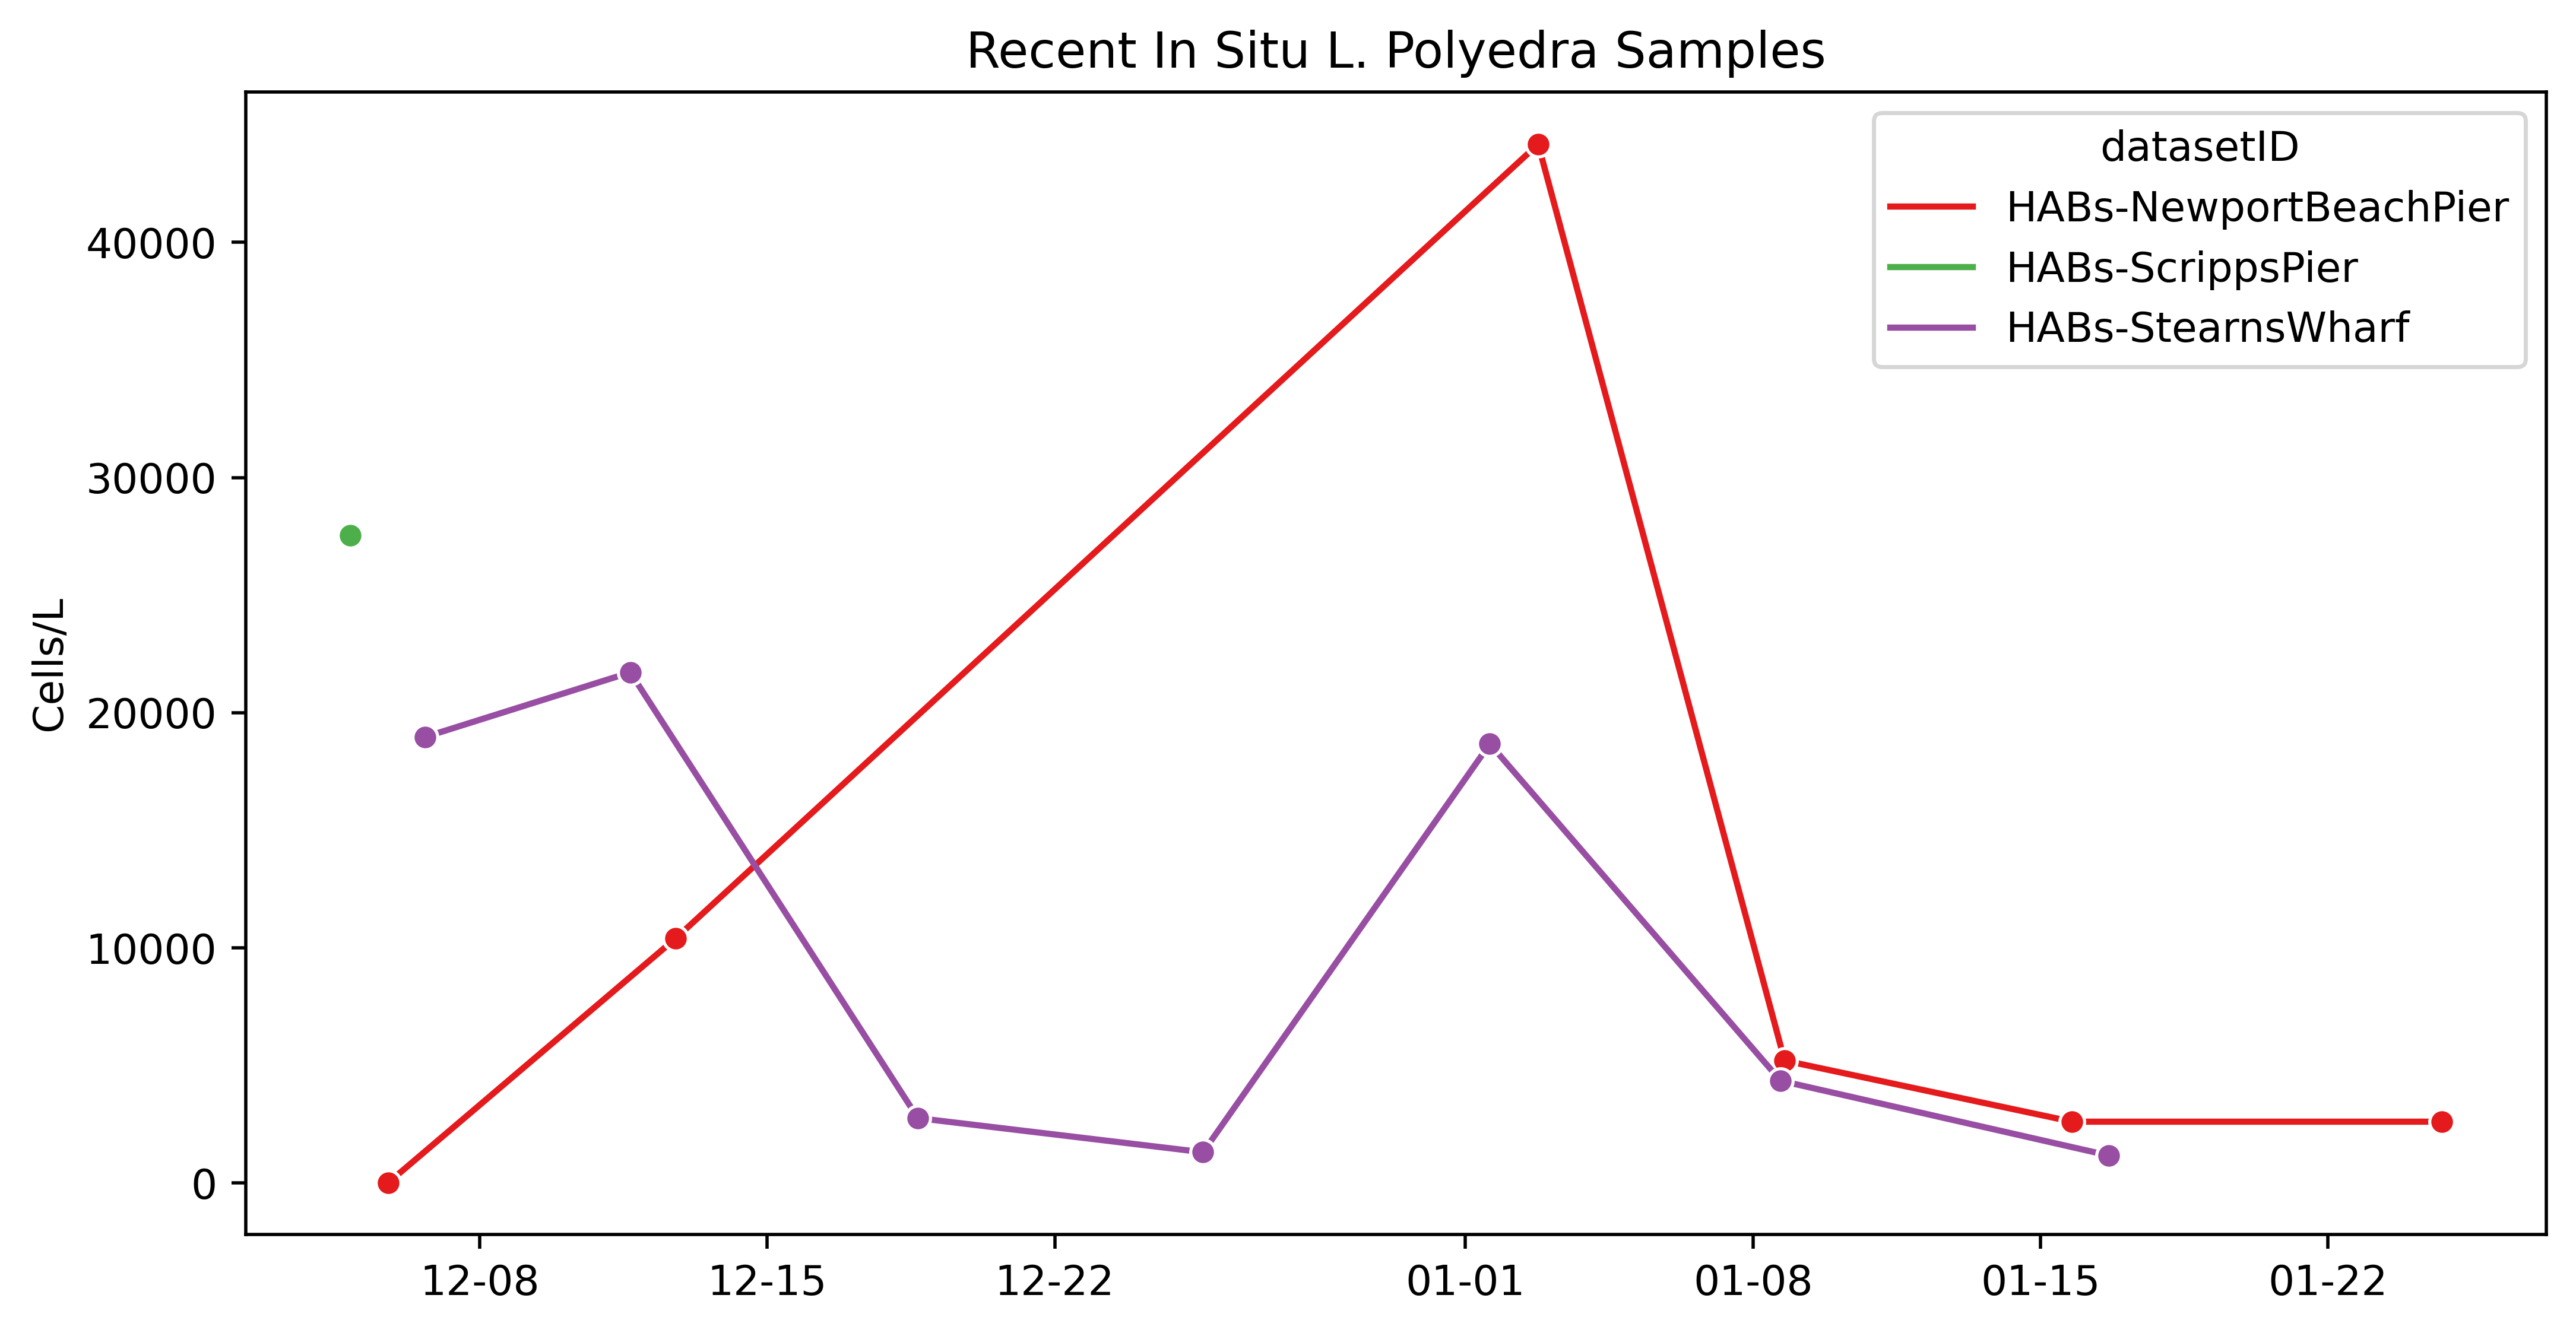 Recent In Situ L. Polyedra Samples
datasetID
HABs-NewportBeachPier
HABs-ScrippsPier
HABs-StearnsWharf
Cells/L
40000
30000
20000
10000
0
12-08 12-15 12-22 01-01 01-08 01-15 01-22